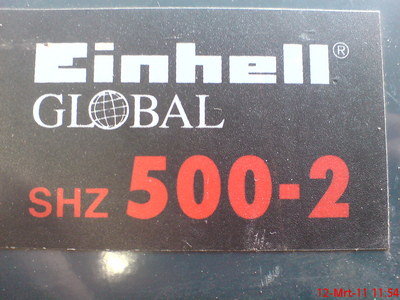 Einhell®
GLOBAL
SHZ 500-2
12-Mrt-11 11:54